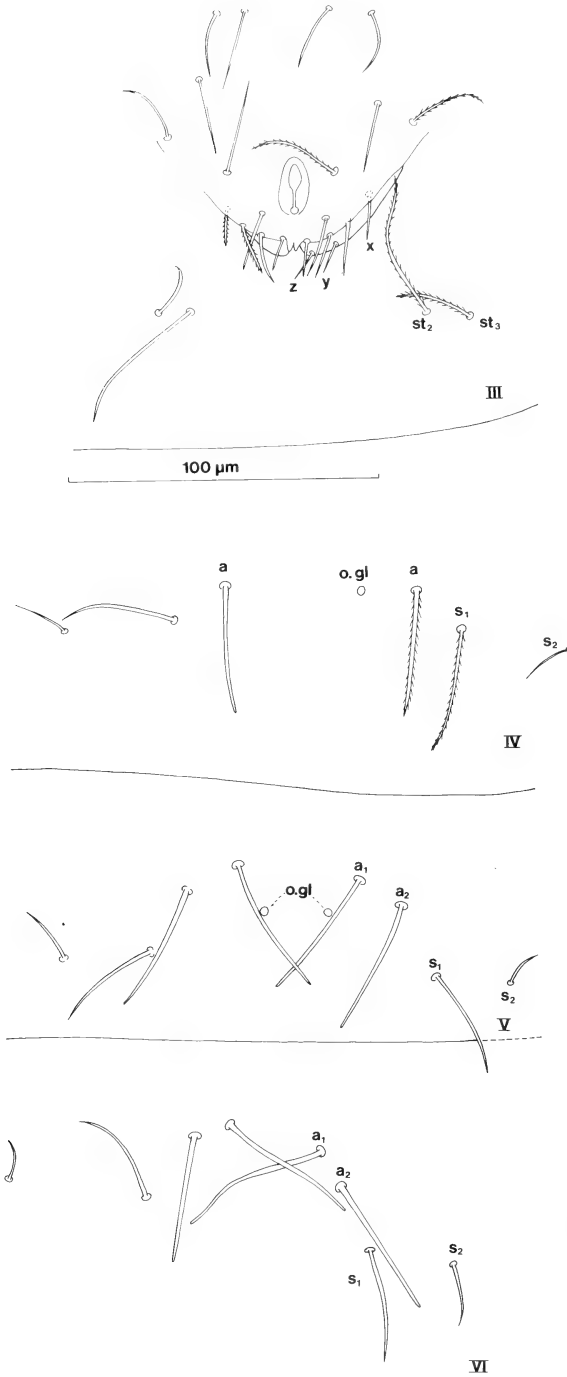 x
z y
st2 st3
III
100 µm
a o.gl a
s1
s2
IV
a1
o.gl a2
s1
s2
V
a1
a2
s2
s1
VI